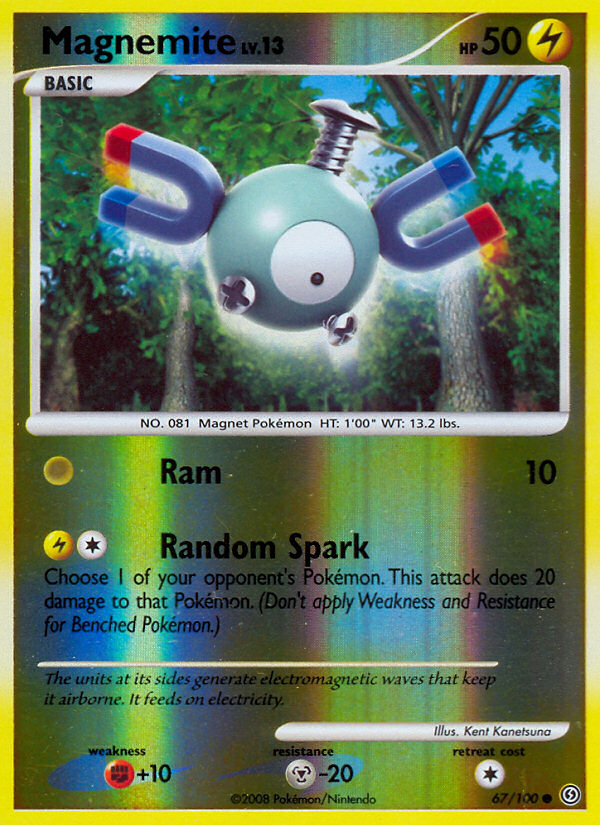 Magnemite LV.13 HP 50
BASIC
NO. 081 Magnet Pokémon HT: 1'00" WT: 13.2 lbs.
Ram 10
Random Spark
Choose 1 of your opponent's Pokémon. This attack does 20
damage to that Pokémon. (Don't apply Weakness and Resistance
for Benched Pokémon.)
The units at its sides generate electromagnetic waves that keep
it airborne. It feeds on electricity.
Illus. Kent Kanetsuna
weakness resistance retreat cost
+10 -20
©2008 Pokémon/Nintendo 67/100